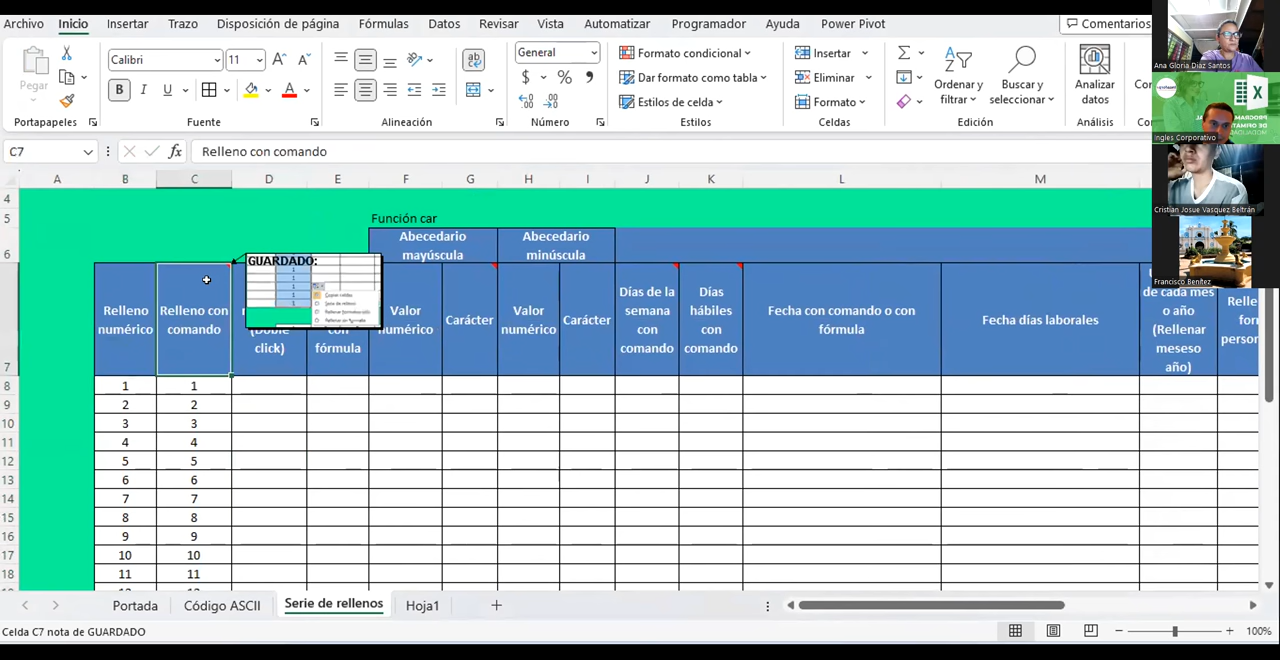 Archivo Inicio Insertar Trazo Disposición de página Fórmulas Datos Revisar Vista Automatizar Programador Ayuda Power Pivot Comentarios
Pegar
Calibri 11
General
Formato condicional
Dar formato como tabla
Estilos de celda
Insertar
Eliminar
Formato
Ordenar y filtrar
Buscar y seleccionar
Analizar datos
Portapapeles Fuente Alineación Número Estilos Celdas Edición Análisis
Ana Gloria Díaz Santos
Ingles Corporativo
Cristian Josue Vasquez Beltrán
Francisco Benítez
C7 fx Relleno con comando
A B C D E F G H I J K L M
4
5 Función car
6 Abecedario mayúscula Abecedario minúscula
GUARDADO:
7 Relleno numérico
Relleno con comando
(Doble click)
con fórmula
Valor numérico
Carácter
Valor numérico
Carácter
Días de la semana con comando
Días hábiles con comando
Fecha con comando o con fórmula
Fecha días laborales
de cada mes o año (Rellenar meseso año)
8 1 1
9 2 2
10 3 3
11 4 4
12 5 5
13 6 6
14 7 7
15 8 8
16 9 9
17 10 10
18 11 11
Portada Código ASCII Serie de rellenos Hoja1
Celda C7 nota de GUARDADO
100%